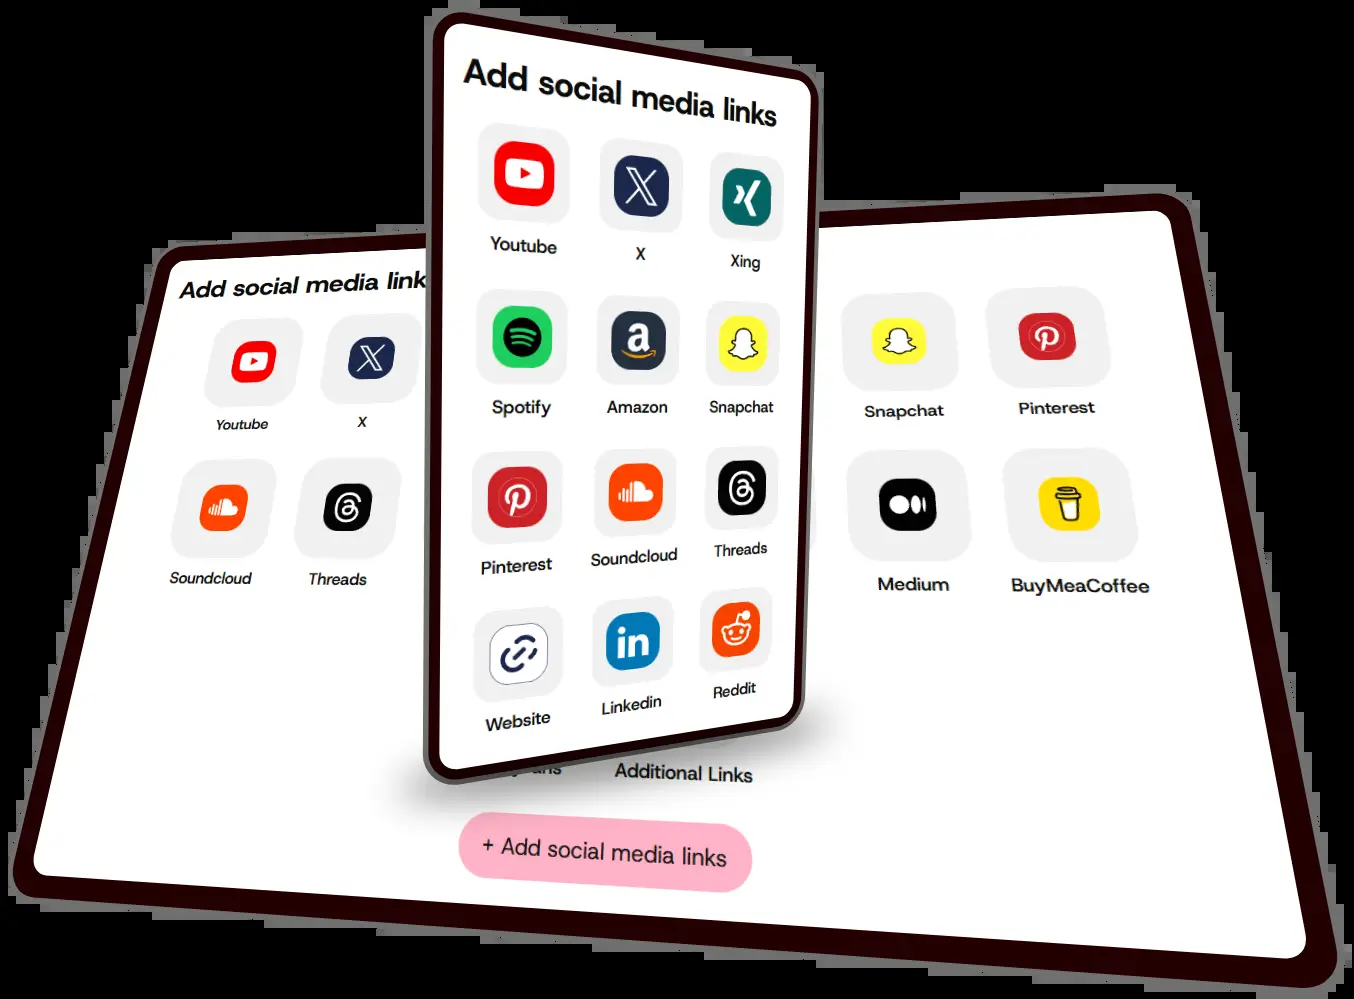 Add social media links
Youtube
X
Xing
Spotify
Amazon
Snapchat
Pinterest
Soundcloud
Threads
Website
Linkedin
Reddit
Add social media link
Youtube
X
Snapchat
Pinterest
Soundcloud
Threads
Medium
BuyMeaCoffee
Additional Links
+ Add social media links